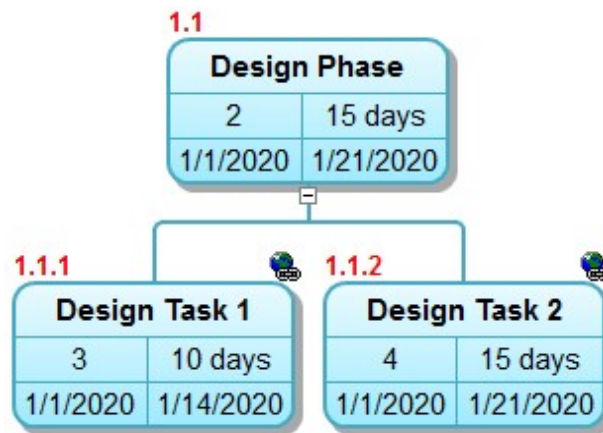 1.1
Design Phase
2 15 days
1/1/2020 1/21/2020
1.1.1 1.1.2
Design Task 1 Design Task 2
3 10 days 4 15 days
1/1/2020 1/14/2020 1/1/2020 1/21/2020